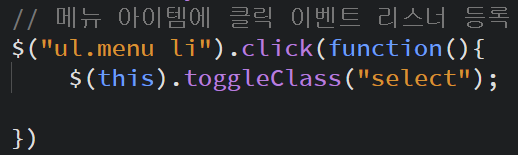 // 메뉴 아이템에 클릭 이벤트 리스너 등록
$("ul.menu li").click(function(){
    $(this).toggleClass("select");
})